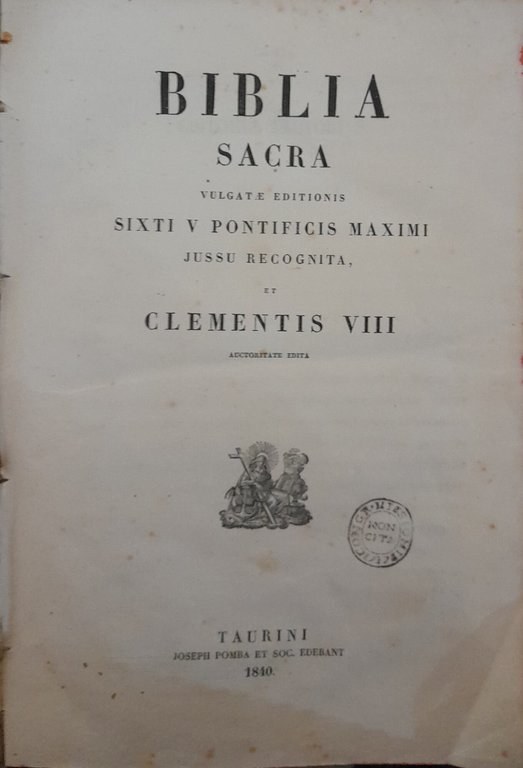 BIBLIA
SACRA
VULGATÆ EDITIONIS
SIXTI V PONTIFICIS MAXIMI
JUSSU RECOGNITA,
ET
CLEMENTIS VIII
AUCTORITATE EDITA
NON
TAURINI
JOSEPH POMBA ET SOC. EDEBANT
1840.